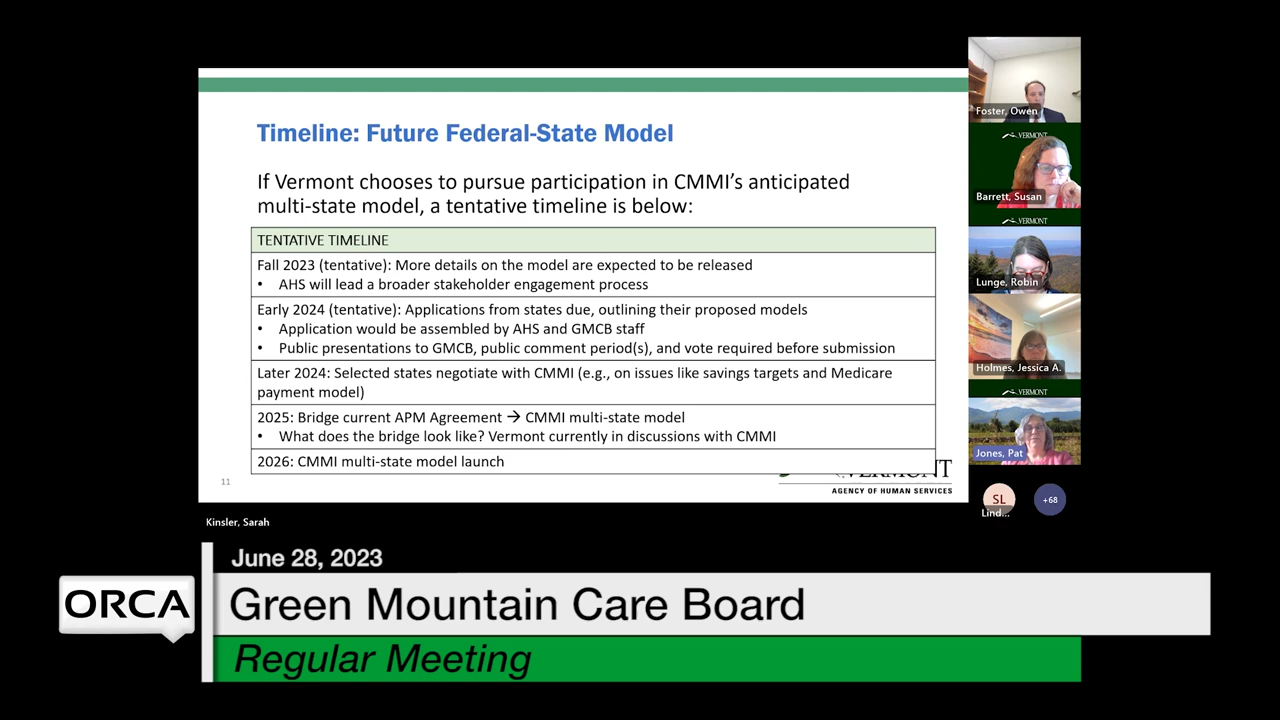 Timeline: Future Federal-State Model
If Vermont chooses to pursue participation in CMMI's anticipated
multi-state model, a tentative timeline is below:
TENTATIVE TIMELINE
Fall 2023 (tentative): More details on the model are expected to be released
• AHS will lead a broader stakeholder engagement process
Early 2024 (tentative): Applications from states due, outlining their proposed models
• Application would be assembled by AHS and GMCB staff
• Public presentations to GMCB, public comment period(s), and vote required before submission
Later 2024: Selected states negotiate with CMMI (e.g., on issues like savings targets and Medicare
payment model)
2025: Bridge current APM Agreement → CMMI multi-state model
• What does the bridge look like? Vermont currently in discussions with CMMI
2026: CMMI multi-state model launch
VERMONT
AGENCY OF HUMAN SERVICES
11
Foster, Owen
VERMONT
Barrett, Susan
VERMONT
Lunge, Robin
Holmes, Jessica A.
VERMONT
Jones, Pat
SL
+68
Lind...
Kinsler, Sarah
June 28, 2023
ORCA
Green Mountain Care Board
Regular Meeting